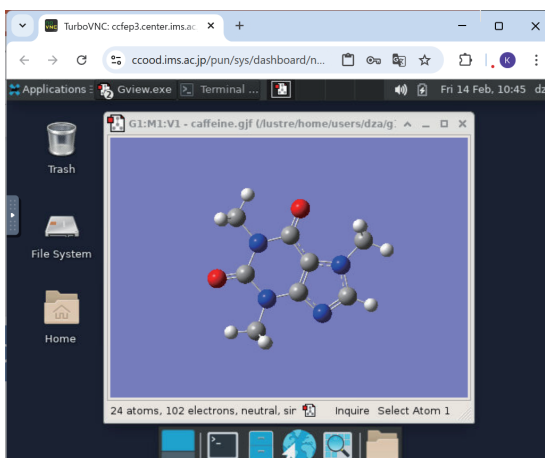 TurboVNC: ccfep3.center.ims.ac
ccood.ims.ac.jp/pun/sys/dashboard/n...
K
Applications
Gview.exe
Terminal ...
Fri 14 Feb, 10:45 dz
G1:M1:V1 - caffeine.gjf (/lustre/home/users/dza/g
Trash
File System
Home
24 atoms, 102 electrons, neutral, sin
Inquire Select Atom 1